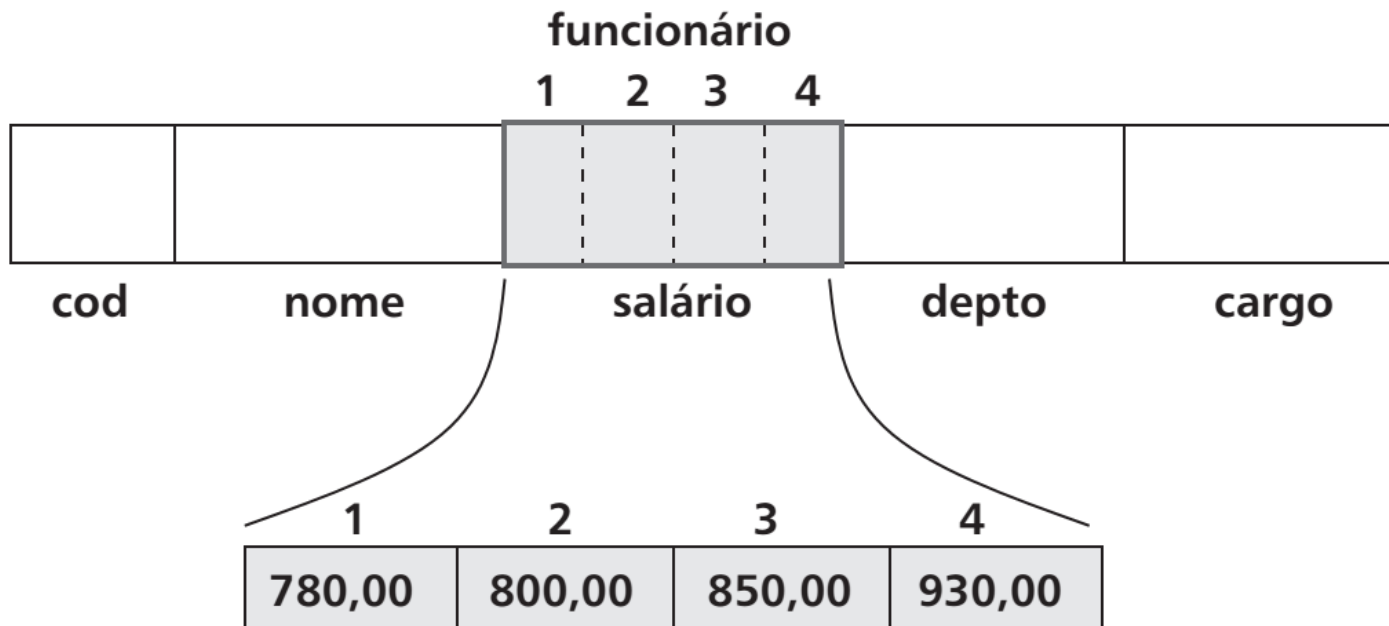 funcionário
1 2 3 4
cod nome salário depto cargo
1 2 3 4
780,00 800,00 850,00 930,00